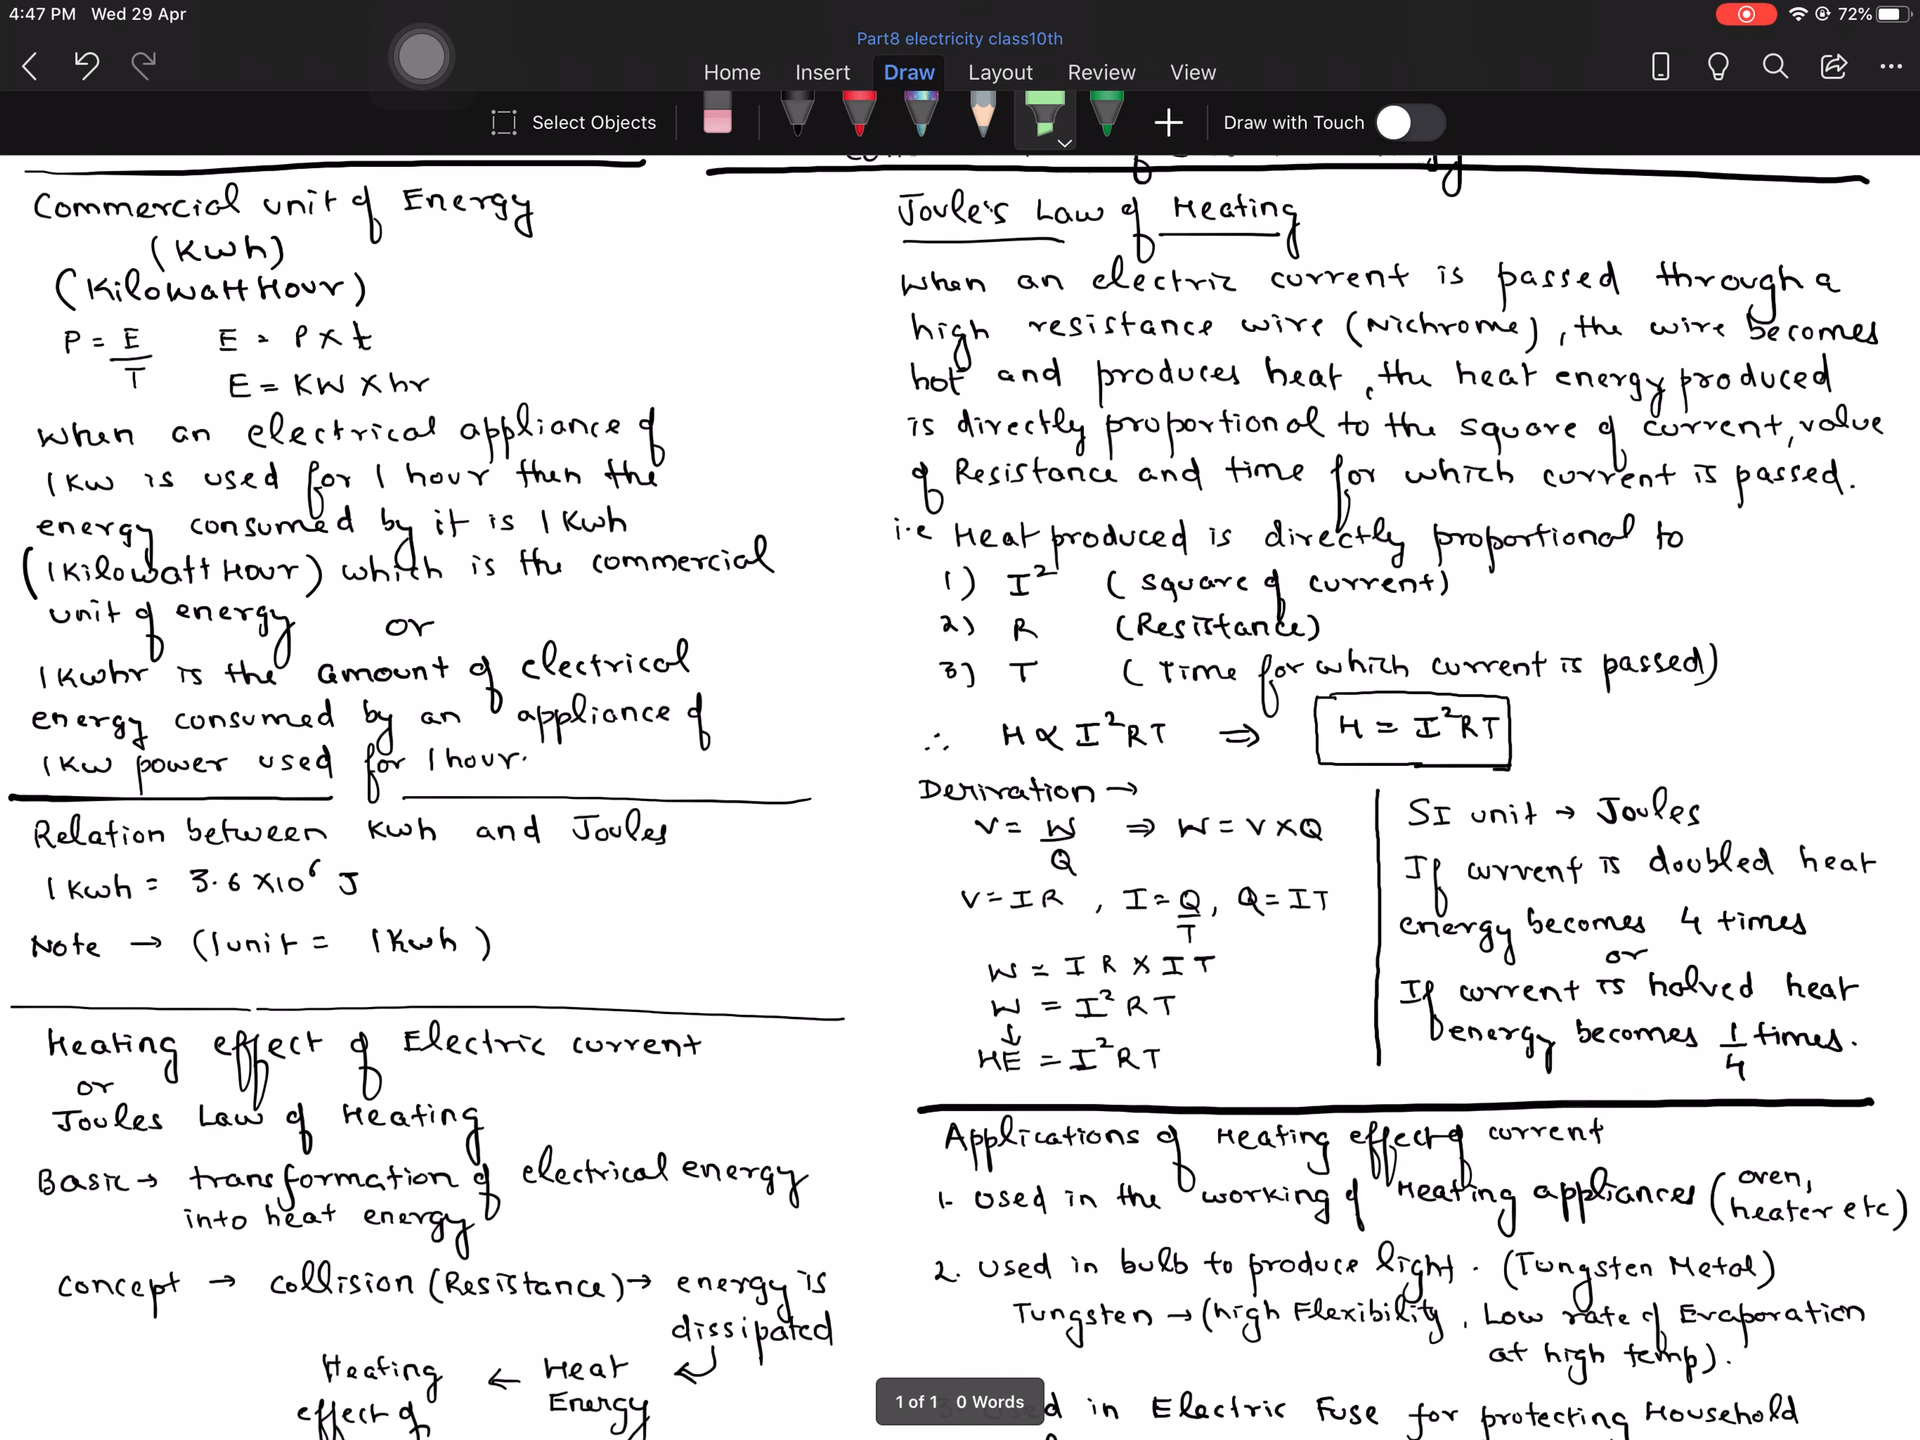 4:47 PM Wed 29 Apr
72%
Part8 electricity class10th
Home Insert Draw Layout Review View
Select Objects
Draw with Touch
Commercial unit of Energy
(Kwh)
(KilowattHour)
P = E/T E = P X t
E = KW X hr
When an electrical appliance of
1 KW is used for 1 hour then the
energy consumed by it is 1 Kwh
(1 Kilowatt Hour) which is the commercial
unit of energy
or
1 Kwhr is the amount of electrical
energy consumed by an appliance of
1 KW power used for 1 hour.
Relation between Kwh and Joules
1 Kwh = 3.6 X10⁶ J
Note → (1 unit = 1 Kwh)
Heating effect of Electric current
or
Joules Law of Heating
Basic → transformation of electrical energy
into heat energy
Concept → collision (Resistance) → energy is
dissipated
Heating ← Heat ↵
effect of Energy
Joule's Law of Heating
When an electric current is passed through a
high resistance wire (Nichrome), the wire becomes
hot and produces heat, the heat energy produced
is directly proportional to the square of current, value
of Resistance and time for which current is passed.
i.e Heat produced is directly proportional to
1) I² (square of current)
2) R (Resistance)
3) T (Time for which current is passed)
∴ H ∝ I²RT ⇒ H = I²RT
Derivation →
V = W/Q ⇒ W = V X Q
V = IR , I = Q/T, Q = IT
W = I R X I T
W = I² R T
↓
HE = I² R T
SI unit → Joules
If current is doubled heat
energy becomes 4 times
or
If current is halved heat
energy becomes 1/4 times.
Applications of Heating effect of current
1. Used in the working of Heating appliances (oven,
heater etc)
2. Used in bulb to produce light. (Tungsten Metal)
Tungsten → (high Flexibility, Low rate of Evaporation
at high temp).
1 of 1 0 Words
in Electric Fuse for protecting Household